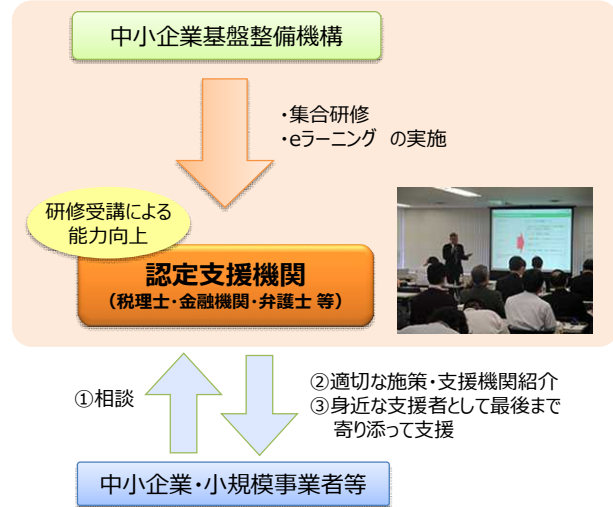 中小企業基盤整備機構
・集合研修
・eラーニング の実施
研修受講による
能力向上
認定支援機関
（税理士・金融機関・弁護士 等）
①相談
②適切な施策・支援機関紹介
③身近な支援者として最後まで
寄り添って支援
中小企業・小規模事業者等